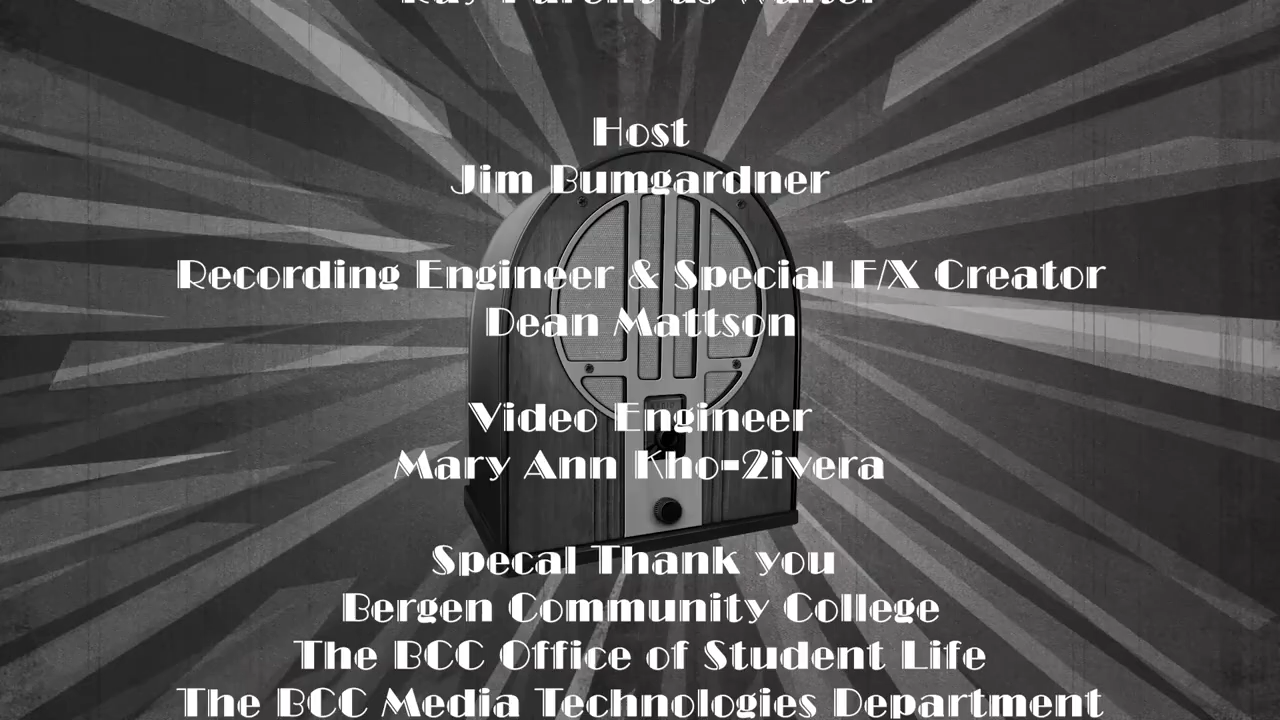 Host
Jim Bumgardner
Recording Engineer & Special F/X Creator
Dean Mattson
Video Engineer
Mary Ann Kho-2ivera
Specal Thank you
Bergen Community College
The BCC Office of Student Life
The BCC Media Technologies Department